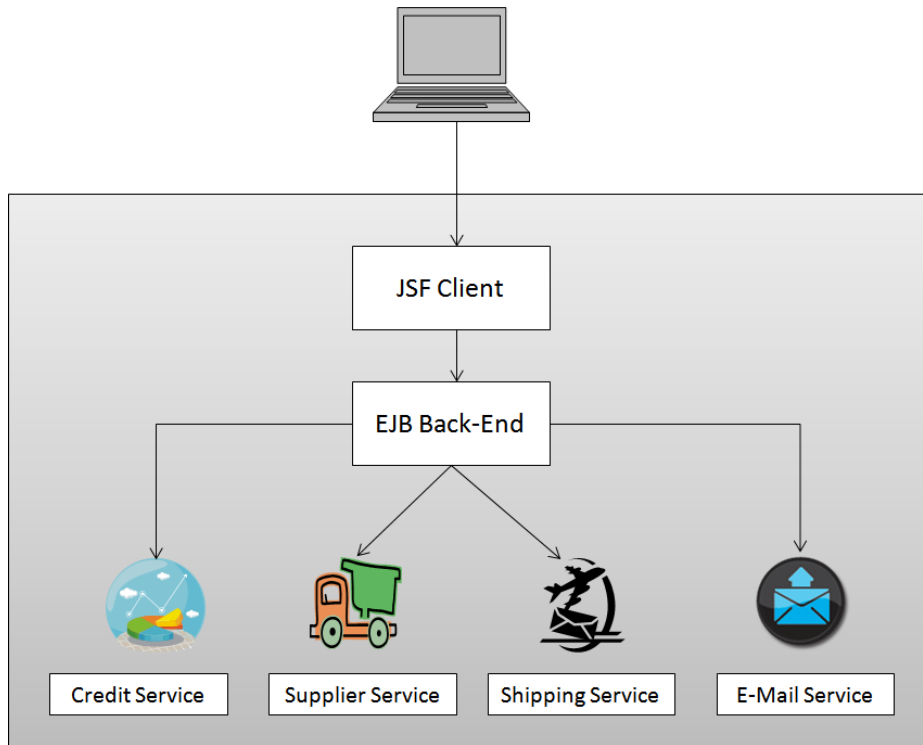 JSF Client
EJB Back-End
Credit Service
Supplier Service
Shipping Service
E-Mail Service